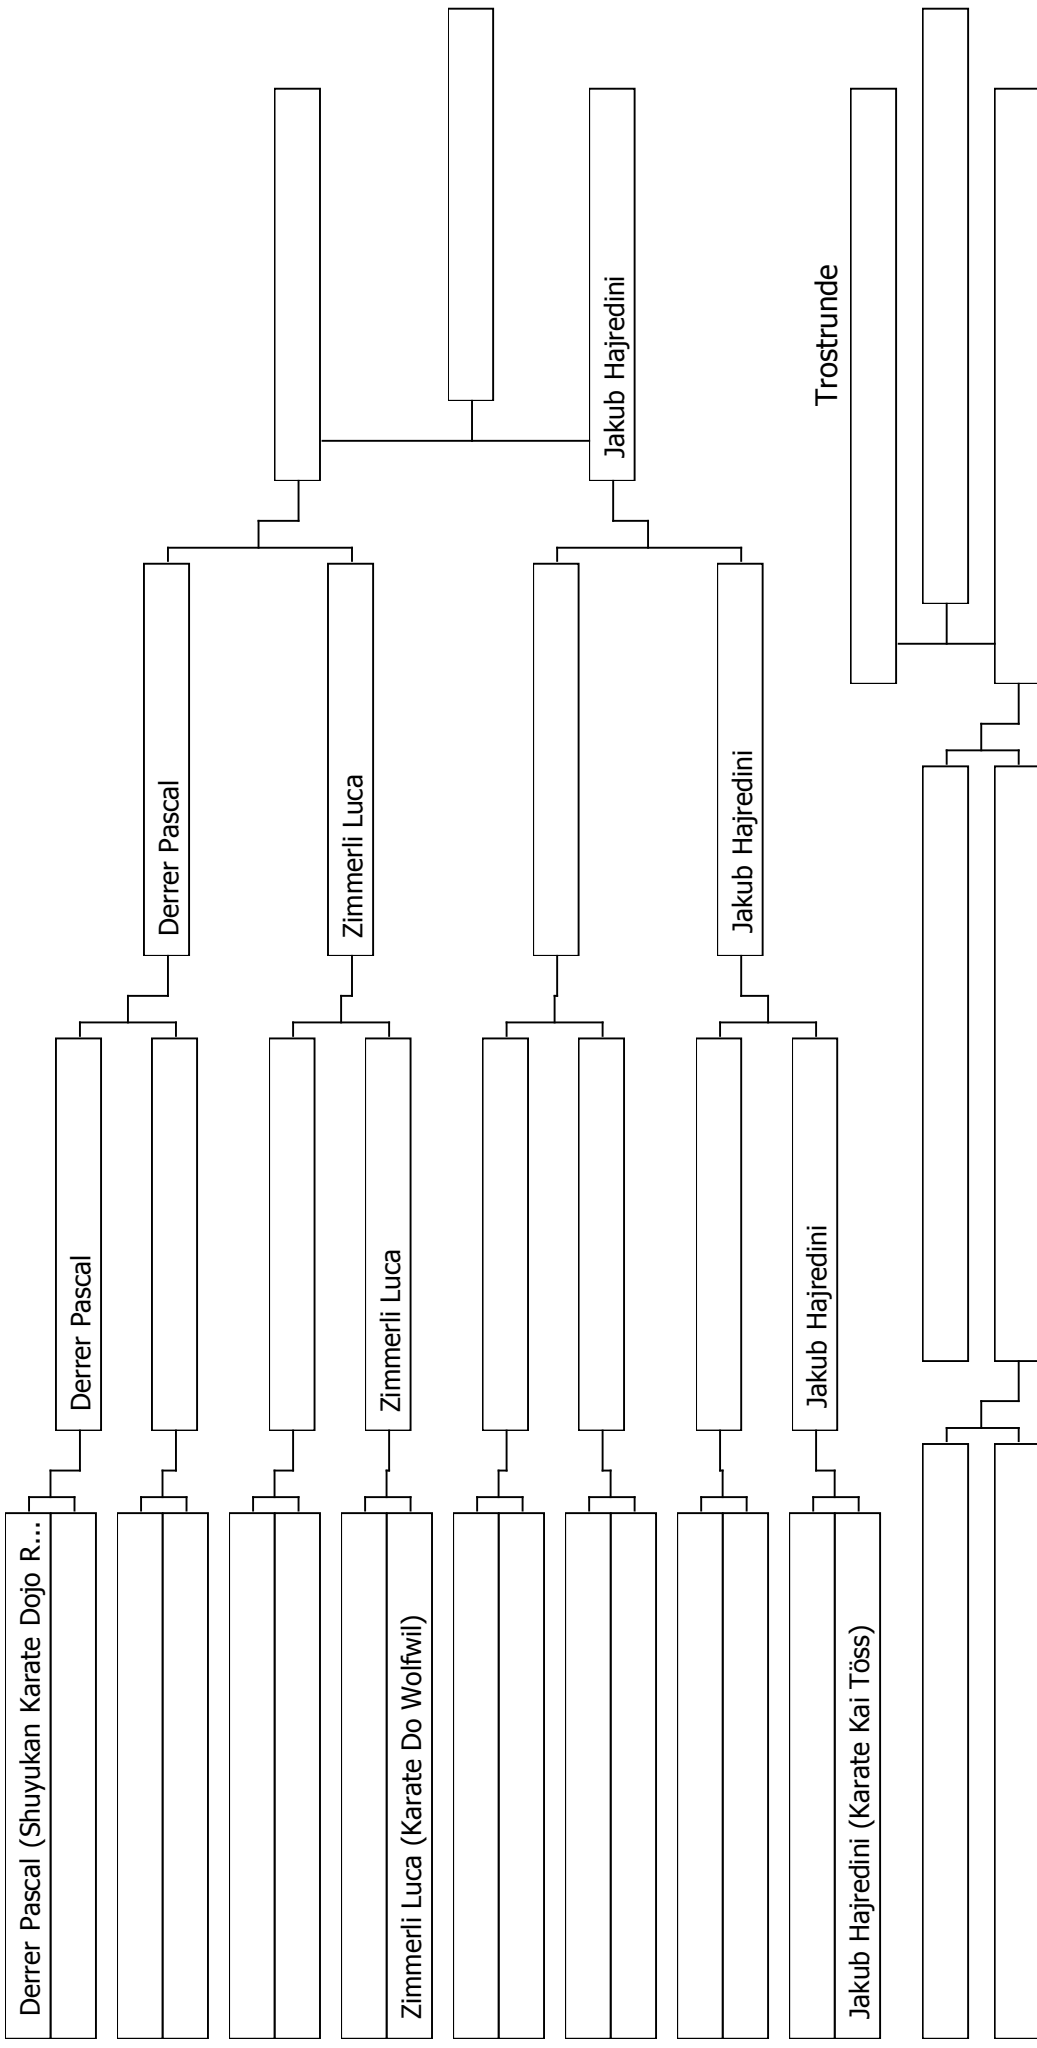 Derrer Pascal (Shuyukan Karate Dojo R...
Zimmerli Luca (Karate Do Wolfwil)
Jakub Hajredini (Karate Kai Töss)
Derrer Pascal
Zimmerli Luca
Jakub Hajredini
Derrer Pascal
Zimmerli Luca
Jakub Hajredini
Jakub Hajredini
Trostrunde